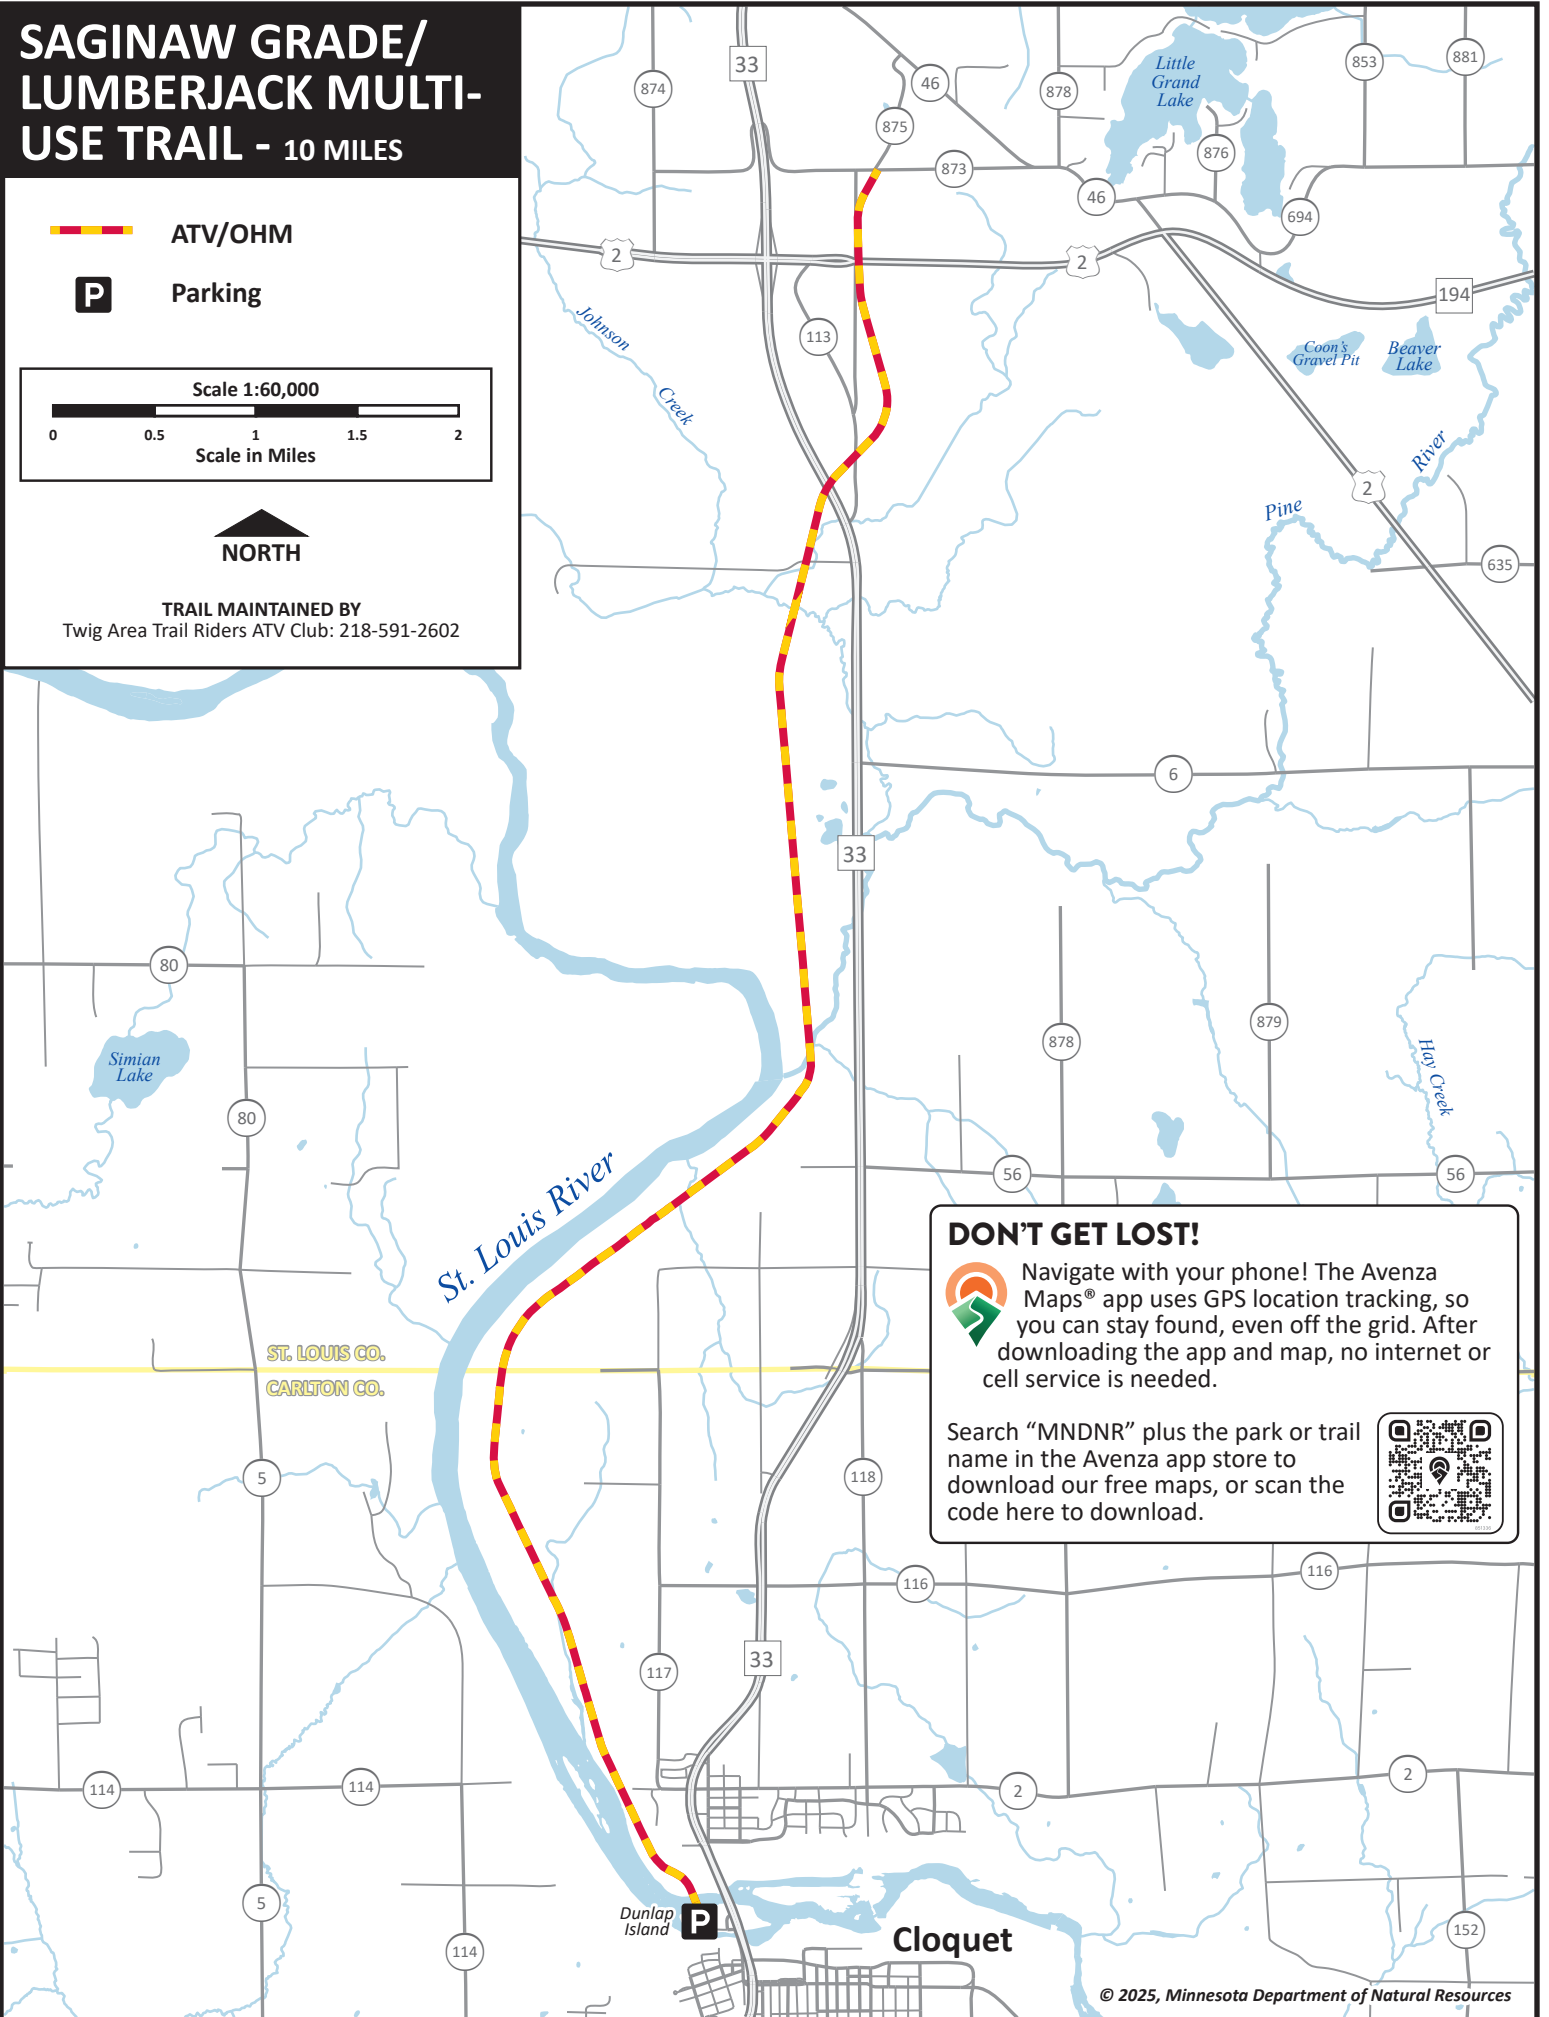 SAGINAW GRADE/
LUMBERJACK MULTI-
USE TRAIL - 10 MILES
ATV/OHM
P
Parking
Scale 1:60,000
0 0.5 1 1.5 2
Scale in Miles
NORTH
TRAIL MAINTAINED BY
Twig Area Trail Riders ATV Club: 218-591-2602
33
874
46
878
Little
Grand
Lake
853
881
875
873
876
46
694
2
2
194
Johnson
Creek
113
Coon's
Gravel Pit
Beaver
Lake
River
Pine
2
635
6
33
80
Simian
Lake
80
878
879
Hay Creek
56
56
St. Louis River
ST. LOUIS CO.
CARLTON CO.
DON'T GET LOST!
Navigate with your phone! The Avenza
Maps® app uses GPS location tracking, so
you can stay found, even off the grid. After
downloading the app and map, no internet or
cell service is needed.
Search “MNDNR” plus the park or trail
name in the Avenza app store to
download our free maps, or scan the
code here to download.
5
118
116
116
117
33
114
114
2
2
5
114
Dunlap
Island
P
Cloquet
152
© 2025, Minnesota Department of Natural Resources